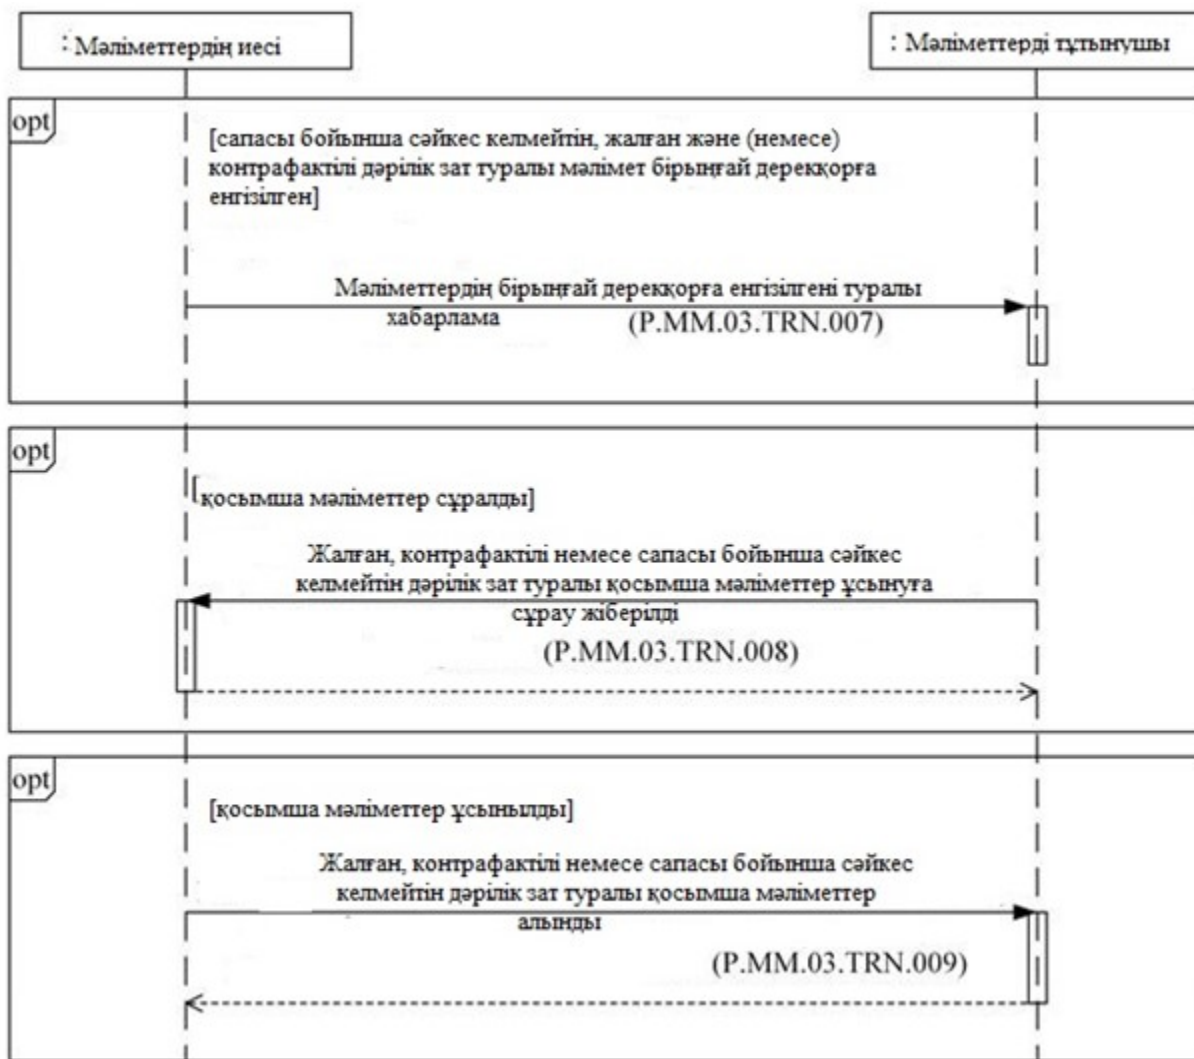 : Мәліметтердің иесі
: Мәліметтерді тұтынушы
opt
[сапасы бойынша сәйкес келмейтін, жалған және (немесе)
контрафактілі дәрілік зат туралы мәлімет бірыңғай дерекқорға
енгізілген]
Мәліметтердің бірыңғай дерекқорға енгізілгені туралы
хабарлама (P.MM.03.TRN.007)
opt
[қосымша мәліметтер сұралды]
Жалған, контрафактілі немесе сапасы бойынша сәйкес
келмейтін дәрілік зат туралы қосымша мәліметтер ұсынуға
сұрау жіберілді
(P.MM.03.TRN.008)
opt
[қосымша мәліметтер ұсынылды]
Жалған, контрафактілі немесе сапасы бойынша сәйкес
келмейтін дәрілік зат туралы қосымша мәліметтер
алынды
(P.MM.03.TRN.009)